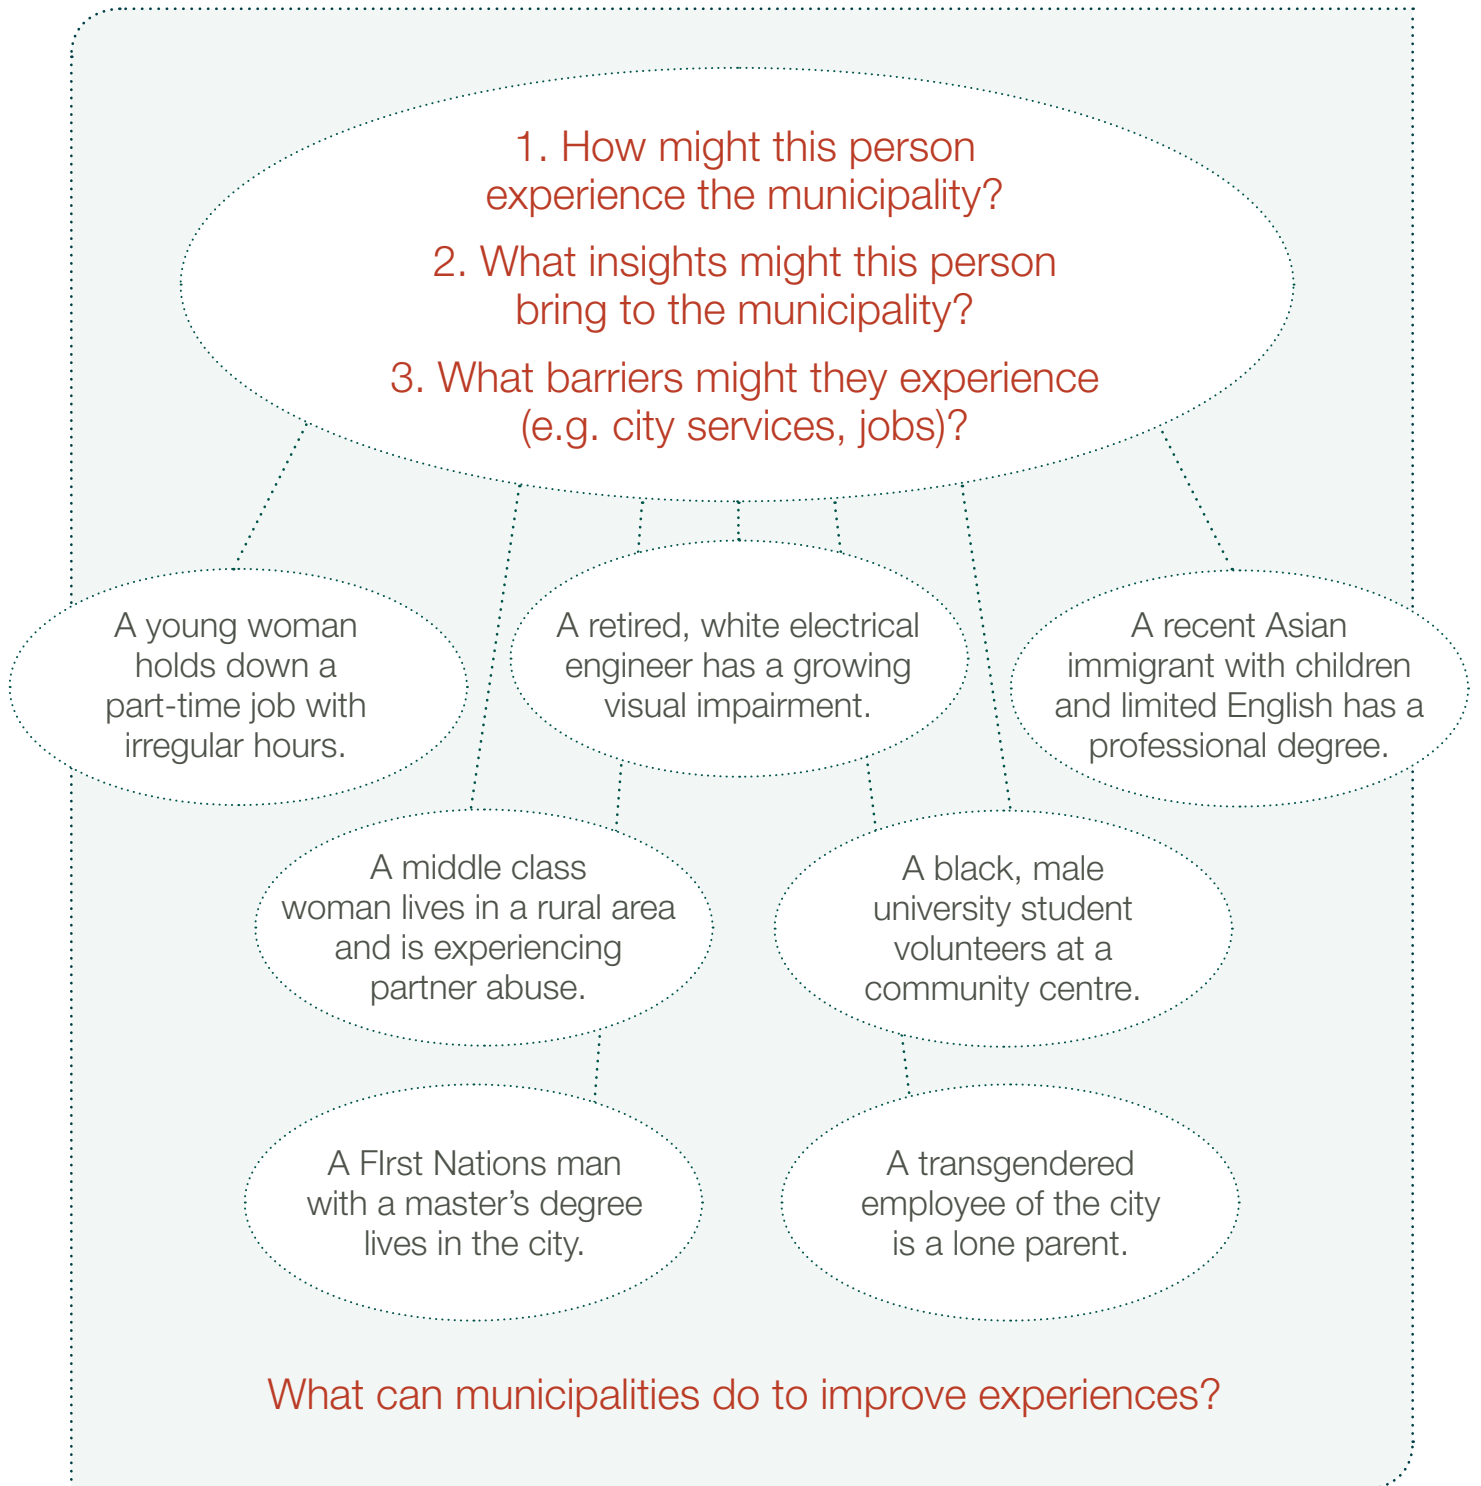 1. How might this person
experience the municipality?
2. What insights might this person
bring to the municipality?
3. What barriers might they experience
(e.g. city services, jobs)?
A young woman
holds down a
part-time job with
irregular hours.
A retired, white electrical
engineer has a growing
visual impairment.
A recent Asian
immigrant with children
and limited English has a
professional degree.
A middle class
woman lives in a rural area
and is experiencing
partner abuse.
A black, male
university student
volunteers at a
community centre.
A FIrst Nations man
with a master’s degree
lives in the city.
A transgendered
employee of the city
is a lone parent.
What can municipalities do to improve experiences?